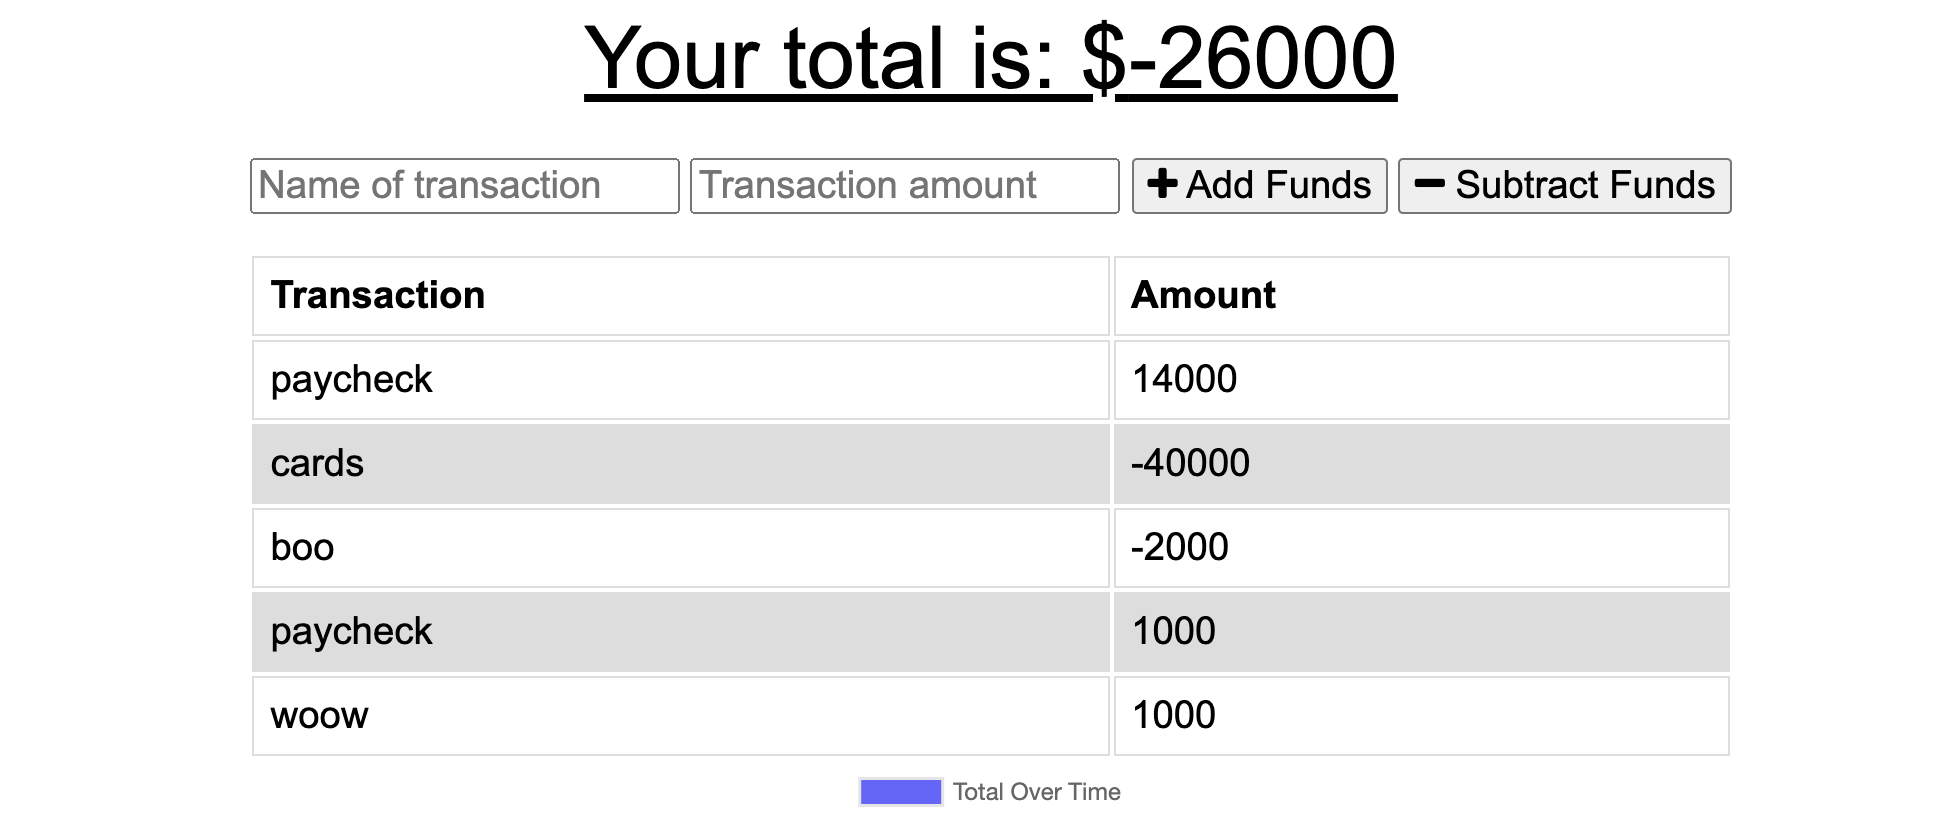 Your total is: $-26000
Name of transaction Transaction amount Add Funds Subtract Funds
Transaction Amount
paycheck 14000
cards -40000
boo -2000
paycheck 1000
woow 1000
Total Over Time